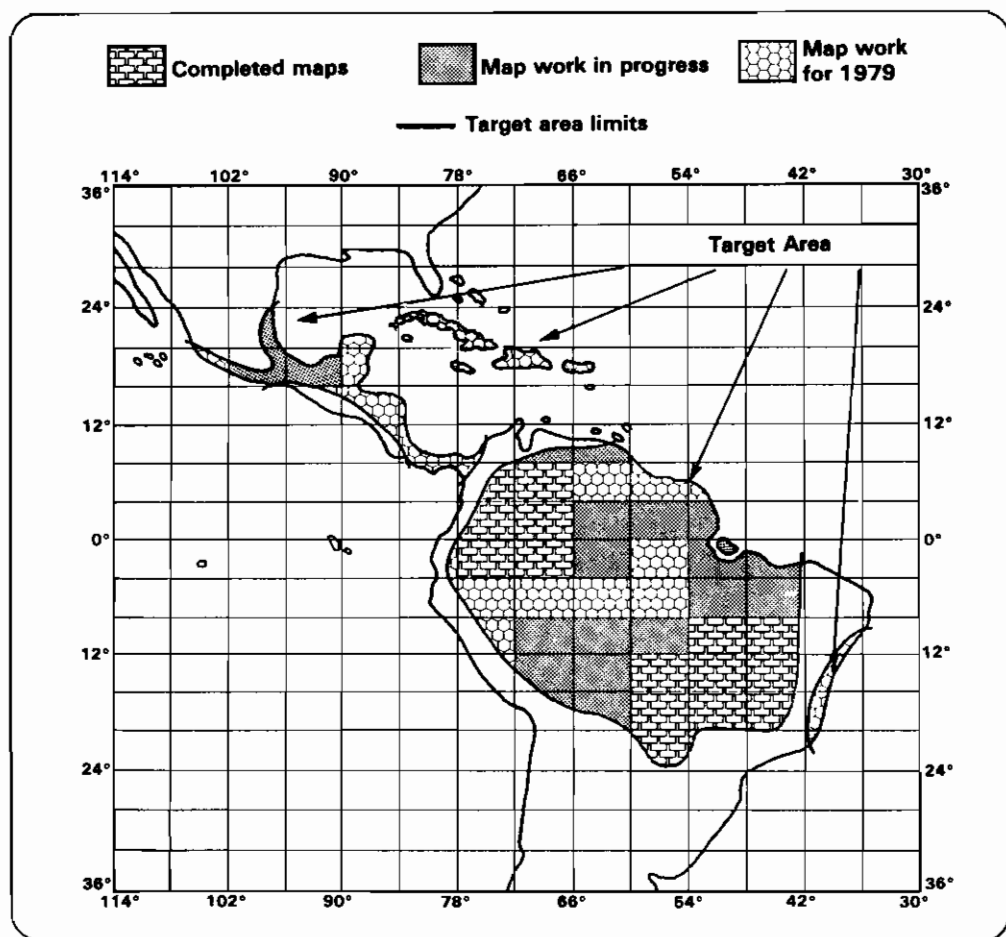 Completed maps
Map work in progress
Map work
for 1979
Target area limits
114° 102° 90° 78° 66° 54° 42° 30°
36° 36°
Target Area
24° 24°
12° 12°
0° 0°
12° 12°
24° 24°
36° 36°
114° 102° 90° 78° 66° 54° 42° 30°